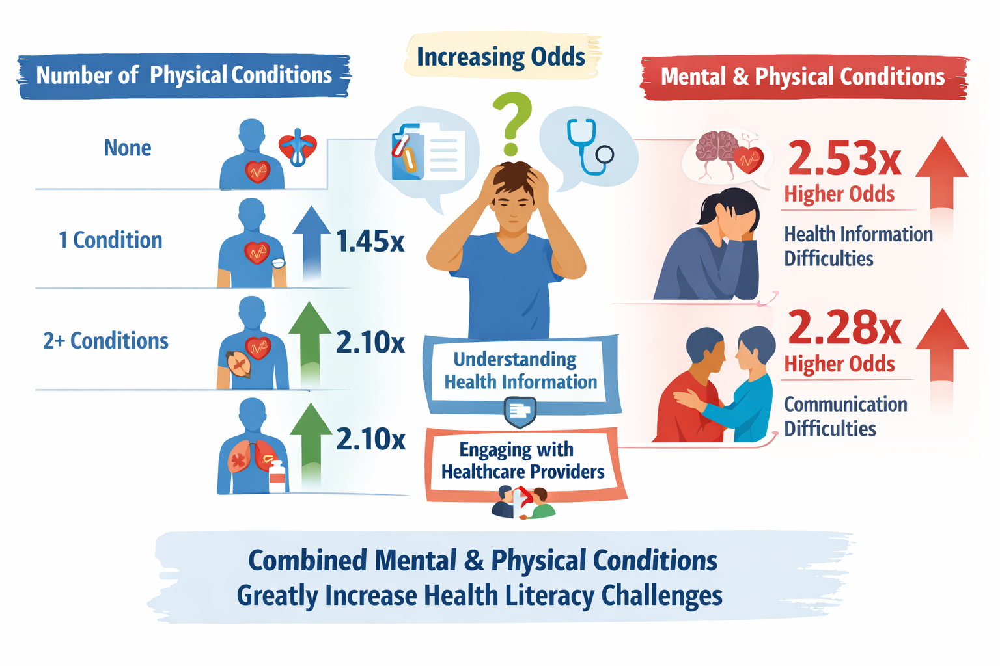 Increasing Odds
Number of Physical Conditions
None
1 Condition
1.45x
2+ Conditions
2.10x
2.10x
Understanding
Health Information
Engaging with
Healthcare Providers
Mental & Physical Conditions
2.53x
Higher Odds
Health Information
Difficulties
2.28x
Higher Odds
Communication
Difficulties
Combined Mental & Physical Conditions
Greatly Increase Health Literacy Challenges